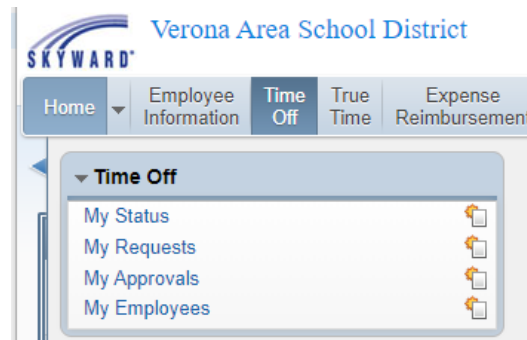 Verona Area School District
SKYWARD
Home
Employee Information
Time Off
True Time
Expense Reimbursement
Time Off
My Status
My Requests
My Approvals
My Employees